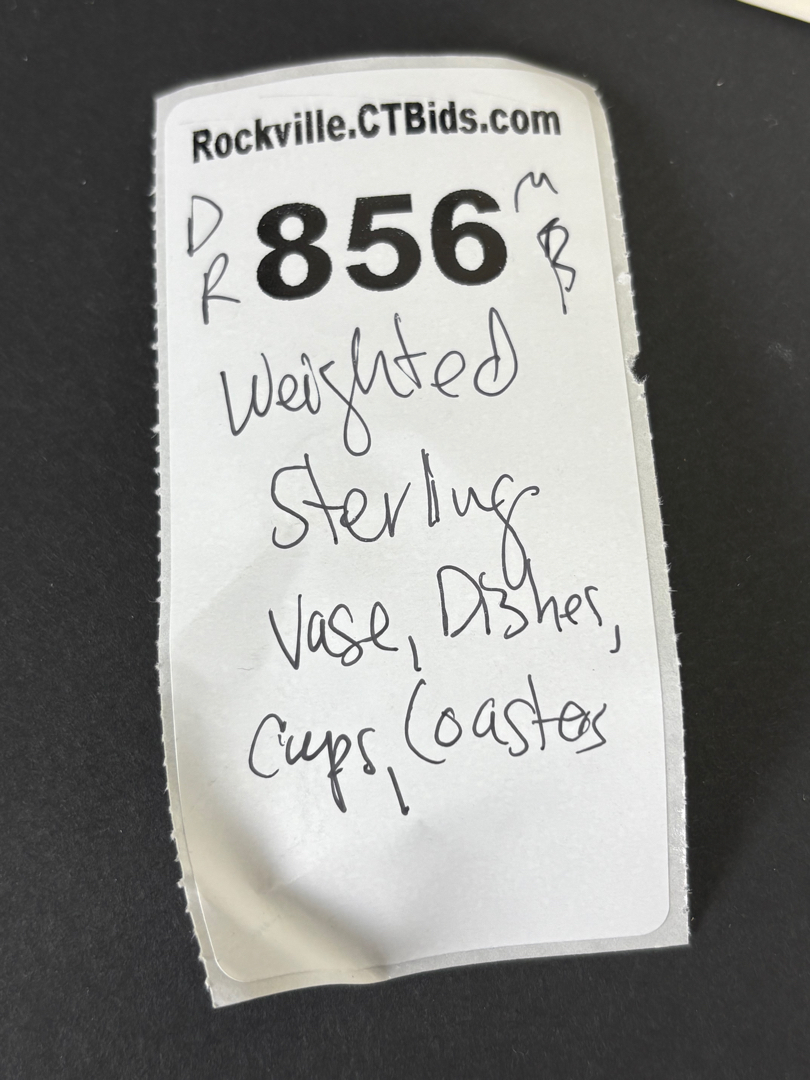 Rockville.CTBids.com
D 856 M
R B
Weighted
Sterling
Vase, Dishes,
Cups, Coasters